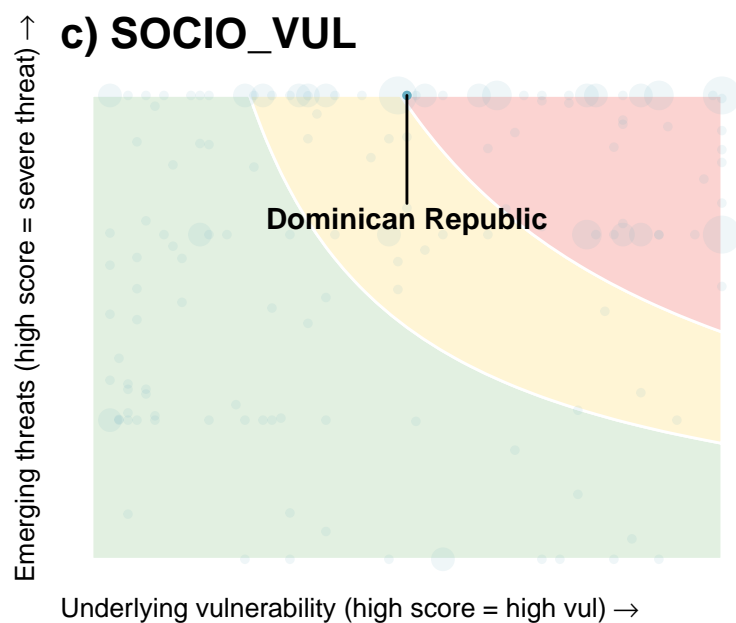 c) SOCIO_VUL
Emerging threats (high score = severe threat) →
Dominican Republic
Underlying vulnerability (high score = high vul) →